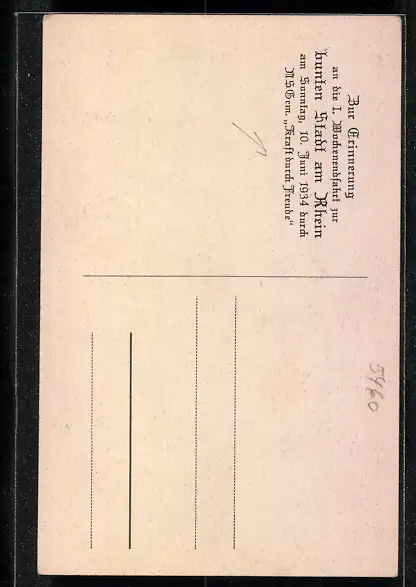 Zur Erinnerung
an die 1. Wochenendfahrt zur
bunten Stadt am Rhein
am Sonntag, 10. Juni 1934 durch
NSGem. „Kraft durch Freude“
5460